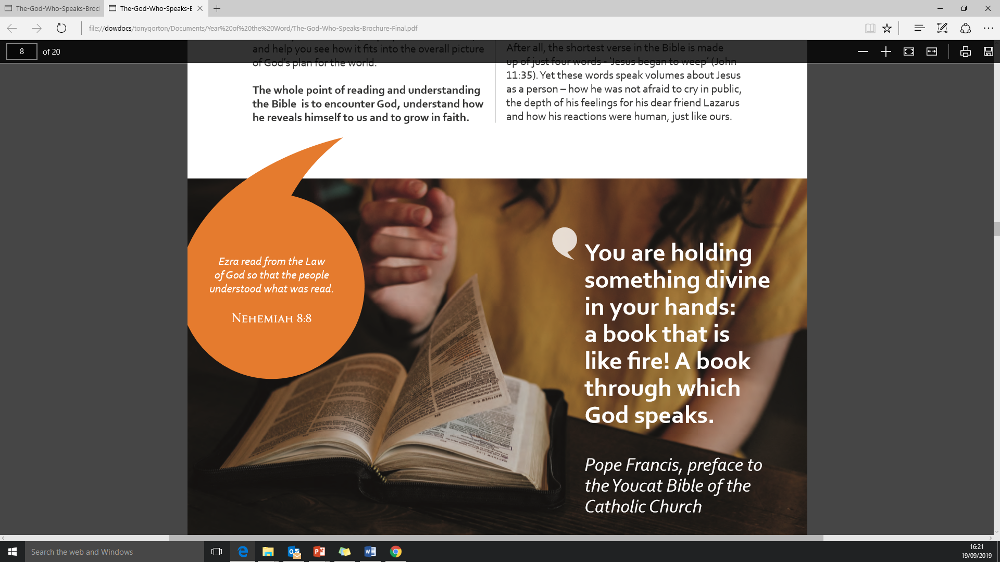 The-God-Who-Speaks-Broc
The-God-Who-Speaks-E
file://dowdocs/tonygorton/Documents/Year%20of%20the%20Word/The-God-Who-Speaks-Brochure-Final.pdf
8 of 20
and help you see how it fits into the overall picture
of God's plan for the world.
The whole point of reading and understanding
the Bible is to encounter God, understand how
he reveals himself to us and to grow in faith.
After all, the shortest verse in the Bible is made
up of just four words - 'Jesus began to weep' (John
11:35). Yet these words speak volumes about Jesus
as a person – how he was not afraid to cry in public,
the depth of his feelings for his dear friend Lazarus
and how his reactions were human, just like ours.
Ezra read from the Law
of God so that the people
understood what was read.
Nehemiah 8:8
You are holding
something divine
in your hands:
a book that is
like fire! A book
through which
God speaks.
Pope Francis, preface to
the Youcat Bible of the
Catholic Church
Search the web and Windows
16:21
19/09/2019